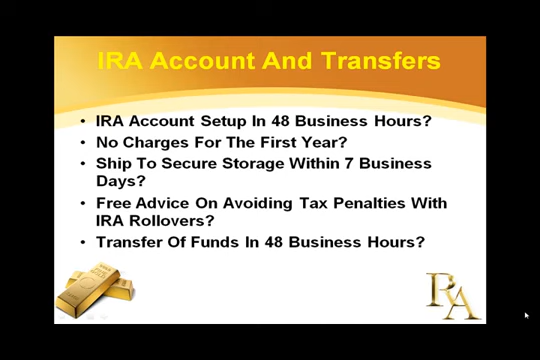 IRA Account And Transfers
• IRA Account Setup In 48 Business Hours?
• No Charges For The First Year?
• Ship To Secure Storage Within 7 Business
Days?
• Free Advice On Avoiding Tax Penalties With
IRA Rollovers?
• Transfer Of Funds In 48 Business Hours?
RA